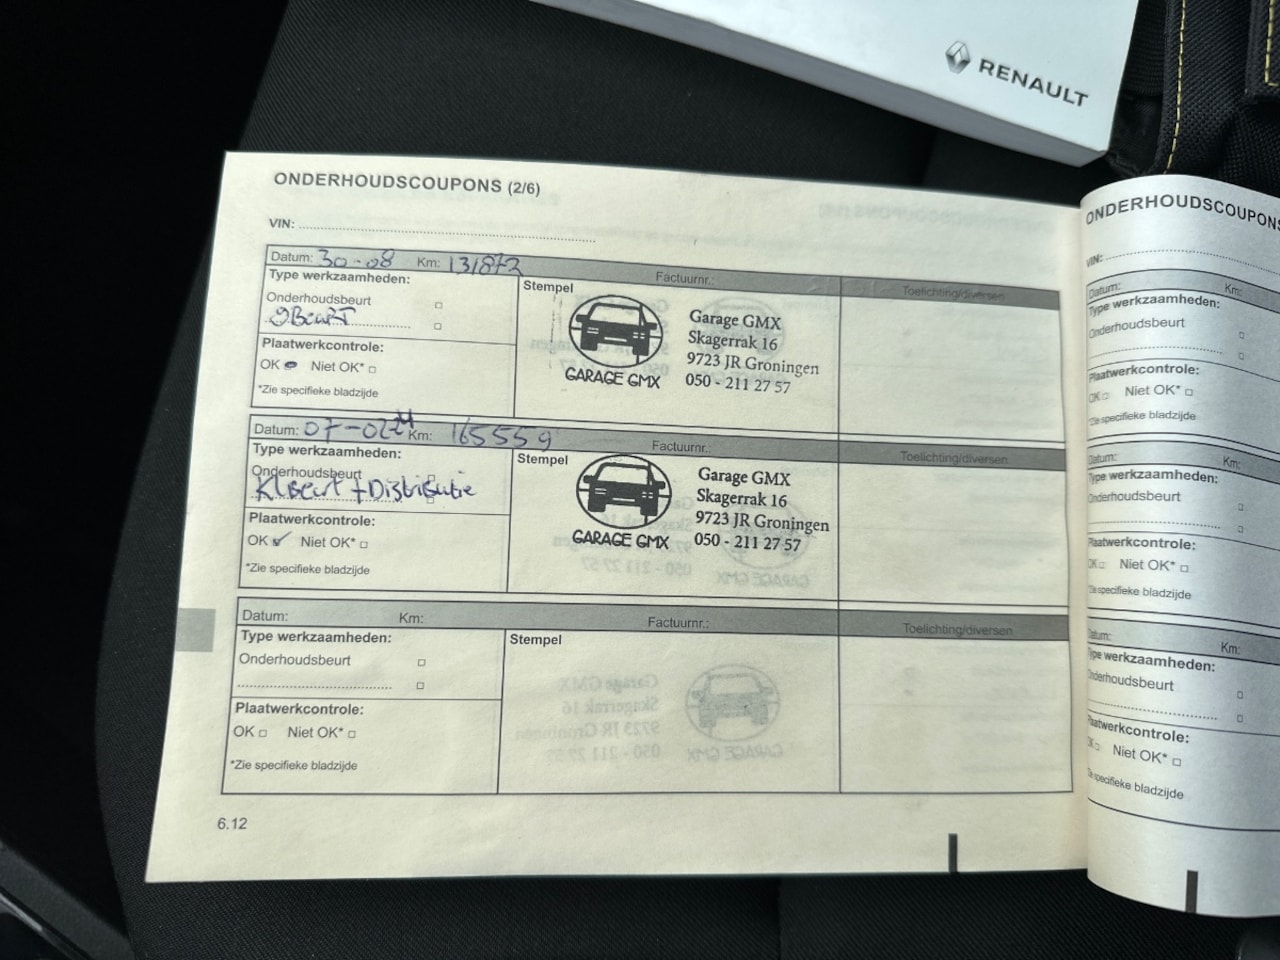 RENAULT
ONDERHOUDSCOUPONS (2/6)
VIN:
Datum: 30-08 Km: 131872 Factuurnr.: Toelichting/diversen
Type werkzaamheden:
Onderhoudsbeurt
Plaatwerkcontrole:
OK Niet OK*
*Zie specifieke bladzijde
Stempel
GARAGE GMX
Garage GMX
Skagerrak 16
9723 JR Groningen
050 - 211 27 57
Datum: 07-02 Km: 165559 Factuurnr.: Toelichting/diversen
Type werkzaamheden:
Onderhoudsbeurt
Kl Beurt + Distributie
Plaatwerkcontrole:
OK ✓ Niet OK*
*Zie specifieke bladzijde
Stempel
GARAGE GMX
Garage GMX
Skagerrak 16
9723 JR Groningen
050 - 211 27 57
Datum: Km: Factuurnr.: Toelichting/diversen
Type werkzaamheden:
Onderhoudsbeurt
Plaatwerkcontrole:
OK Niet OK*
*Zie specifieke bladzijde
Stempel
6.12
ONDERHOUDSCOUPONS
VIN:
Datum: Km:
Type werkzaamheden:
Onderhoudsbeurt
Plaatwerkcontrole:
OK Niet OK*
*Zie specifieke bladzijde
Datum: Km:
Type werkzaamheden:
Onderhoudsbeurt
Plaatwerkcontrole:
OK Niet OK*
*Zie specifieke bladzijde
Datum: Km:
Type werkzaamheden:
Onderhoudsbeurt
Plaatwerkcontrole:
OK Niet OK*
*Zie specifieke bladzijde